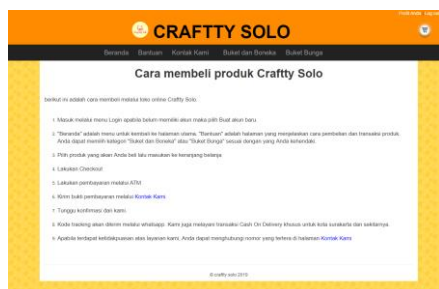 CRAFTTY SOLO
Beranda Bantuan Kontak Kami Buket dan Boneka Buket Bunga
Cara membeli produk Craftty Solo
berikut ini adalah cara membeli melalui toko online Craftty Solo.
1. Masuk melalui menu Login apabila belum memiliki akun maka pilih Buat akun baru.
2. "Beranda" adalah menu untuk kembali ke halaman utama. "Bantuan" adalah halaman yang menjelaskan cara pembelian dan transaksi produk.
Anda dapat memilih kategori "Buket dan Boneka" atau "Buket Bunga" sesuai dengan yang Anda kehendaki.
3. Pilih produk yang akan Anda beli lalu masukan ke keranjang belanja
4. Lakukan Checkout
5. Lakukan pembayaran melalui ATM.
6. Kirim bukti pembayaran melalui Kontak Kami
7. Tunggu konfirmasi dari kami.
8. Kode tracking akan dikirim melalui whatsapp. Kami juga melayani transaksi Cash On Delivery khusus untuk kota surakarta dan sekitarnya.
9. Apabila terdapat ketidakpuasan atas layanan kami, Anda dapat menghubungi nomor yang tertera di halaman Kontak Kami
© craftty solo 2019